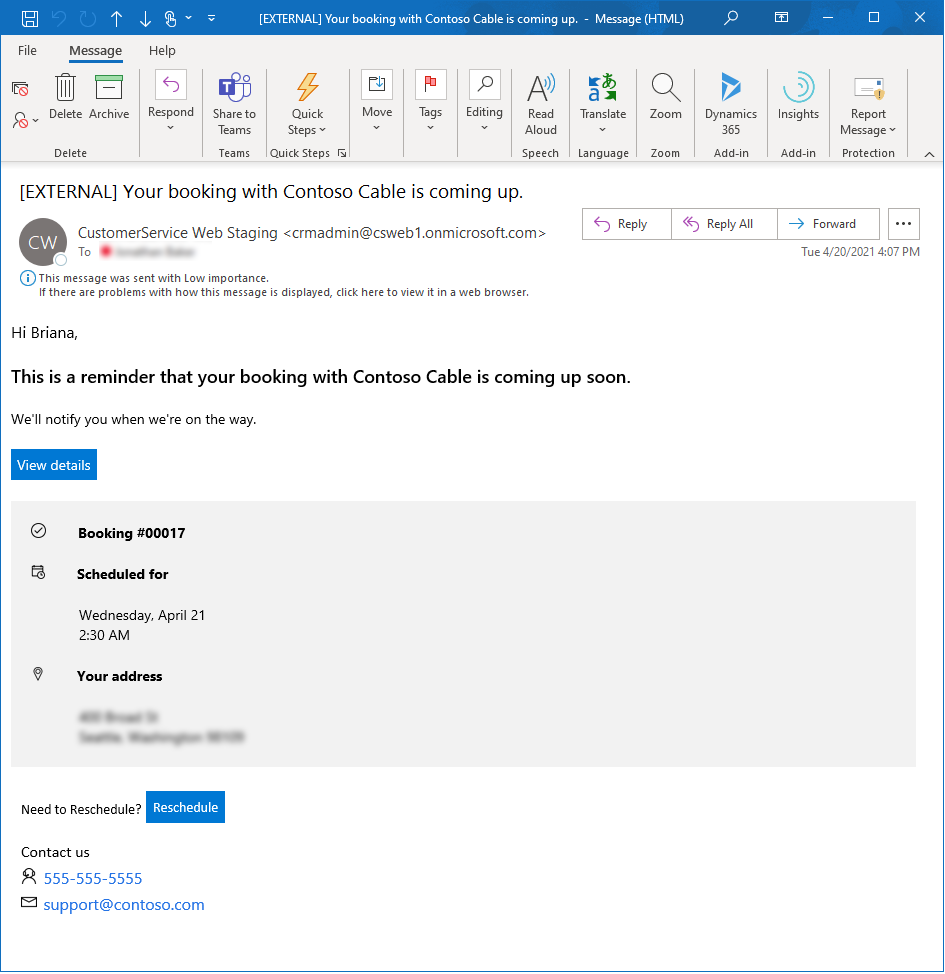 [EXTERNAL] Your booking with Contoso Cable is coming up. - Message (HTML)
File Message Help
Delete Archive Respond Share to Teams Quick Steps Move Tags Editing Read Aloud Translate Zoom Dynamics 365 Insights Report Message
Delete Teams Quick Steps Speech Language Zoom Add-in Add-in Protection
[EXTERNAL] Your booking with Contoso Cable is coming up.
CW
CustomerService Web Staging <crmadmin@csweb1.onmicrosoft.com>
To
Reply Reply All Forward
Tue 4/20/2021 4:07 PM
This message was sent with Low importance.
If there are problems with how this message is displayed, click here to view it in a web browser.
Hi Briana,
This is a reminder that your booking with Contoso Cable is coming up soon.
We'll notify you when we're on the way.
View details
Booking #00017
Scheduled for
Wednesday, April 21
2:30 AM
Your address
Need to Reschedule? Reschedule
Contact us
555-555-5555
support@contoso.com